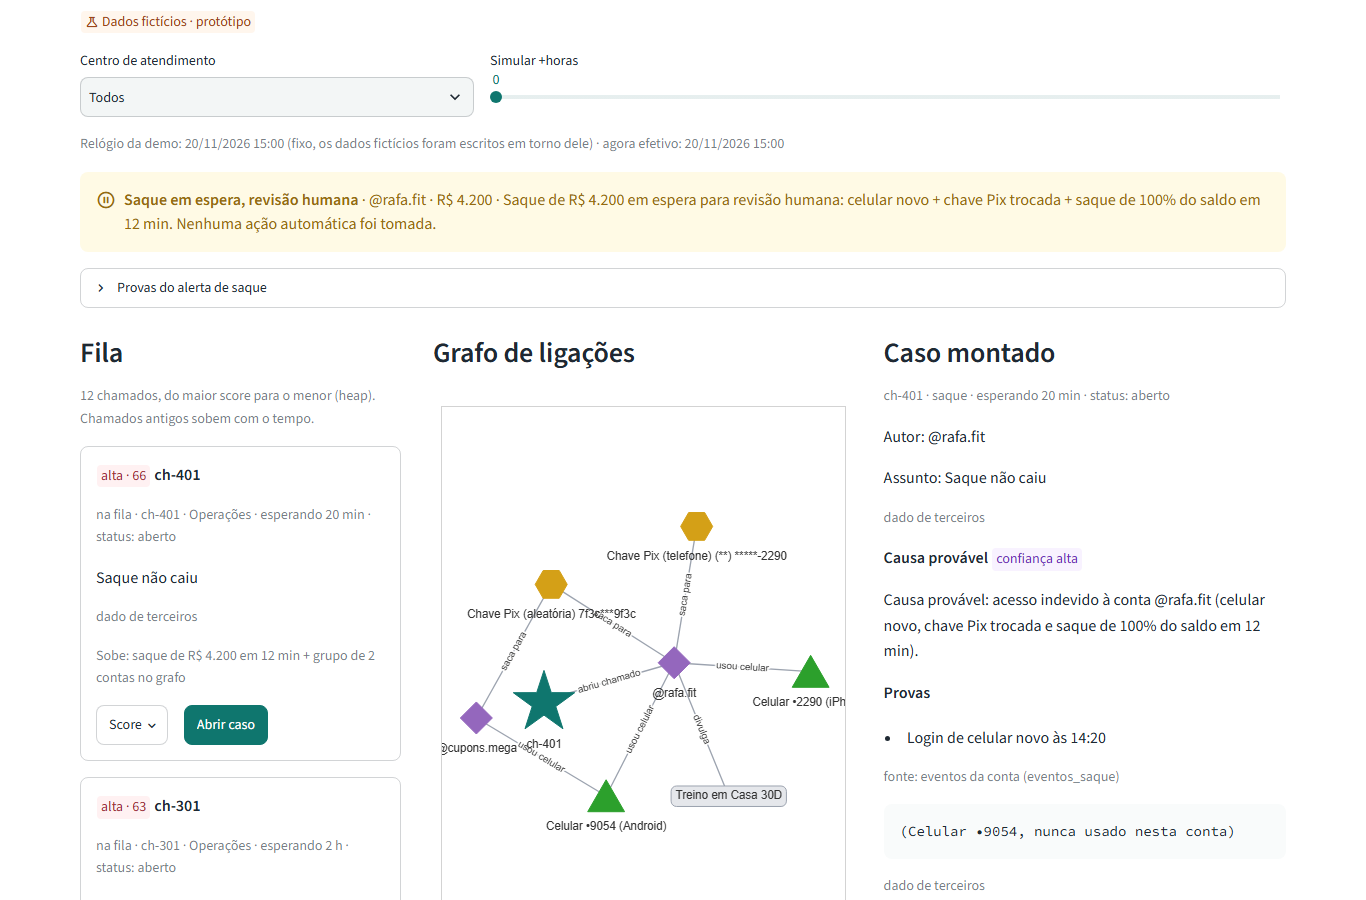 Dados fictícios · protótipo
Centro de atendimento
Todos
Simular +horas
0
Relógio da demo: 20/11/2026 15:00 (fixo, os dados fictícios foram escritos em torno dele) · agora efetivo: 20/11/2026 15:00
Saque em espera, revisão humana · @rafa.fit · R$ 4.200 · Saque de R$ 4.200 em espera para revisão humana: celular novo + chave Pix trocada + saque de 100% do saldo em
12 min. Nenhuma ação automática foi tomada.
Provas do alerta de saque
Fila
12 chamados, do maior score para o menor (heap).
Chamados antigos sobem com o tempo.
alta · 66 ch-401
na fila · ch-401 · Operações · esperando 20 min ·
status: aberto
Saque não caiu
dado de terceiros
Sobe: saque de R$ 4.200 em 12 min + grupo de 2
contas no grafo
Score
Abrir caso
alta · 63 ch-301
na fila · ch-301 · Operações · esperando 2 h ·
status: aberto
Grafo de ligações
Chave Pix (telefone) (**) *****-2290
saca para
Chave Pix (aleatória) 7f3c***9f3c
saca para
saca para
abriu chamado
usou celular
@rafa.fit
Celular •2290 (iPh
@cupons.mega
ch-401
usou celular
usou celular
divulga
Treino em Casa 30D
Celular •9054 (Android)
Caso montado
ch-401 · saque · esperando 20 min · status: aberto
Autor: @rafa.fit
Assunto: Saque não caiu
dado de terceiros
Causa provável confiança alta
Causa provável: acesso indevido à conta @rafa.fit (celular
novo, chave Pix trocada e saque de 100% do saldo em 12
min).
Provas
• Login de celular novo às 14:20
fonte: eventos da conta (eventos_saque)
(Celular •9054, nunca usado nesta conta)
dado de terceiros